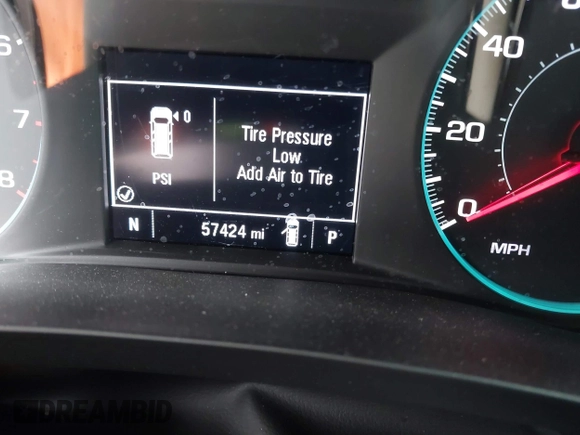 6
7
8
0
PSI
Tire Pressure
Low
Add Air to Tire
N
57424 mi
P
40
20
0
MPH
DREAMBID